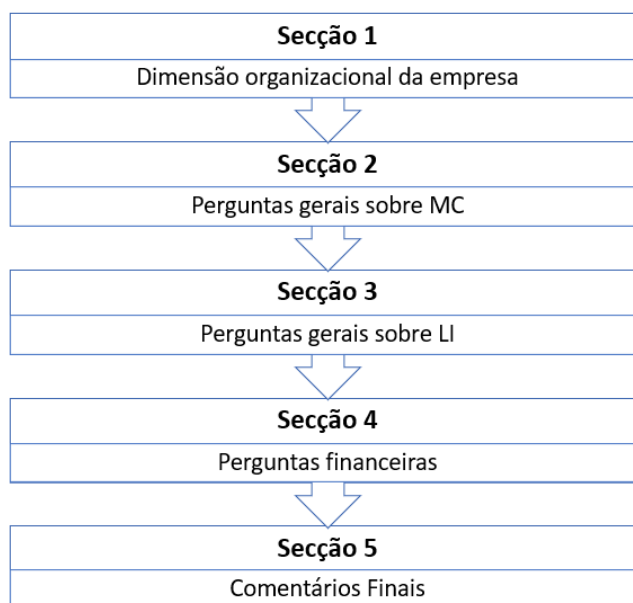 Secção 1
Dimensão organizacional da empresa
Secção 2
Perguntas gerais sobre MC
Secção 3
Perguntas gerais sobre LI
Secção 4
Perguntas financeiras
Secção 5
Comentários Finais